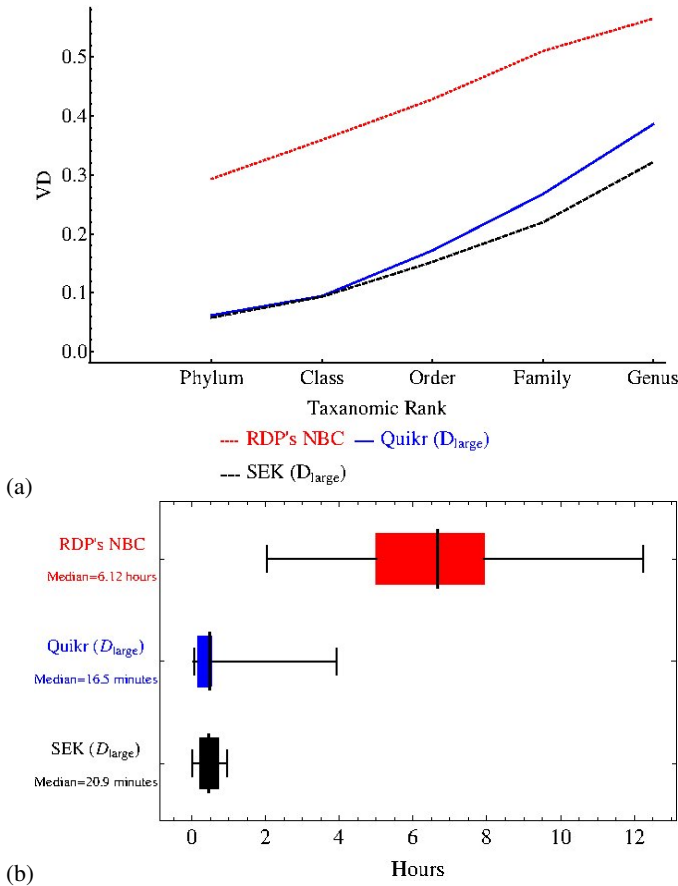 0.5
0.4
0.3
0.2
0.1
0.0
VD
Phylum Class Order Family Genus
Taxanomic Rank
RDP's NBC Quikr (Dlarge)
SEK (Dlarge)
(a)
RDP's NBC
Median=6.12 hours
Quikr (Dlarge)
Median=16.5 minutes
SEK (Dlarge)
Median=20.9 minutes
0 2 4 6 8 10 12
Hours
(b)